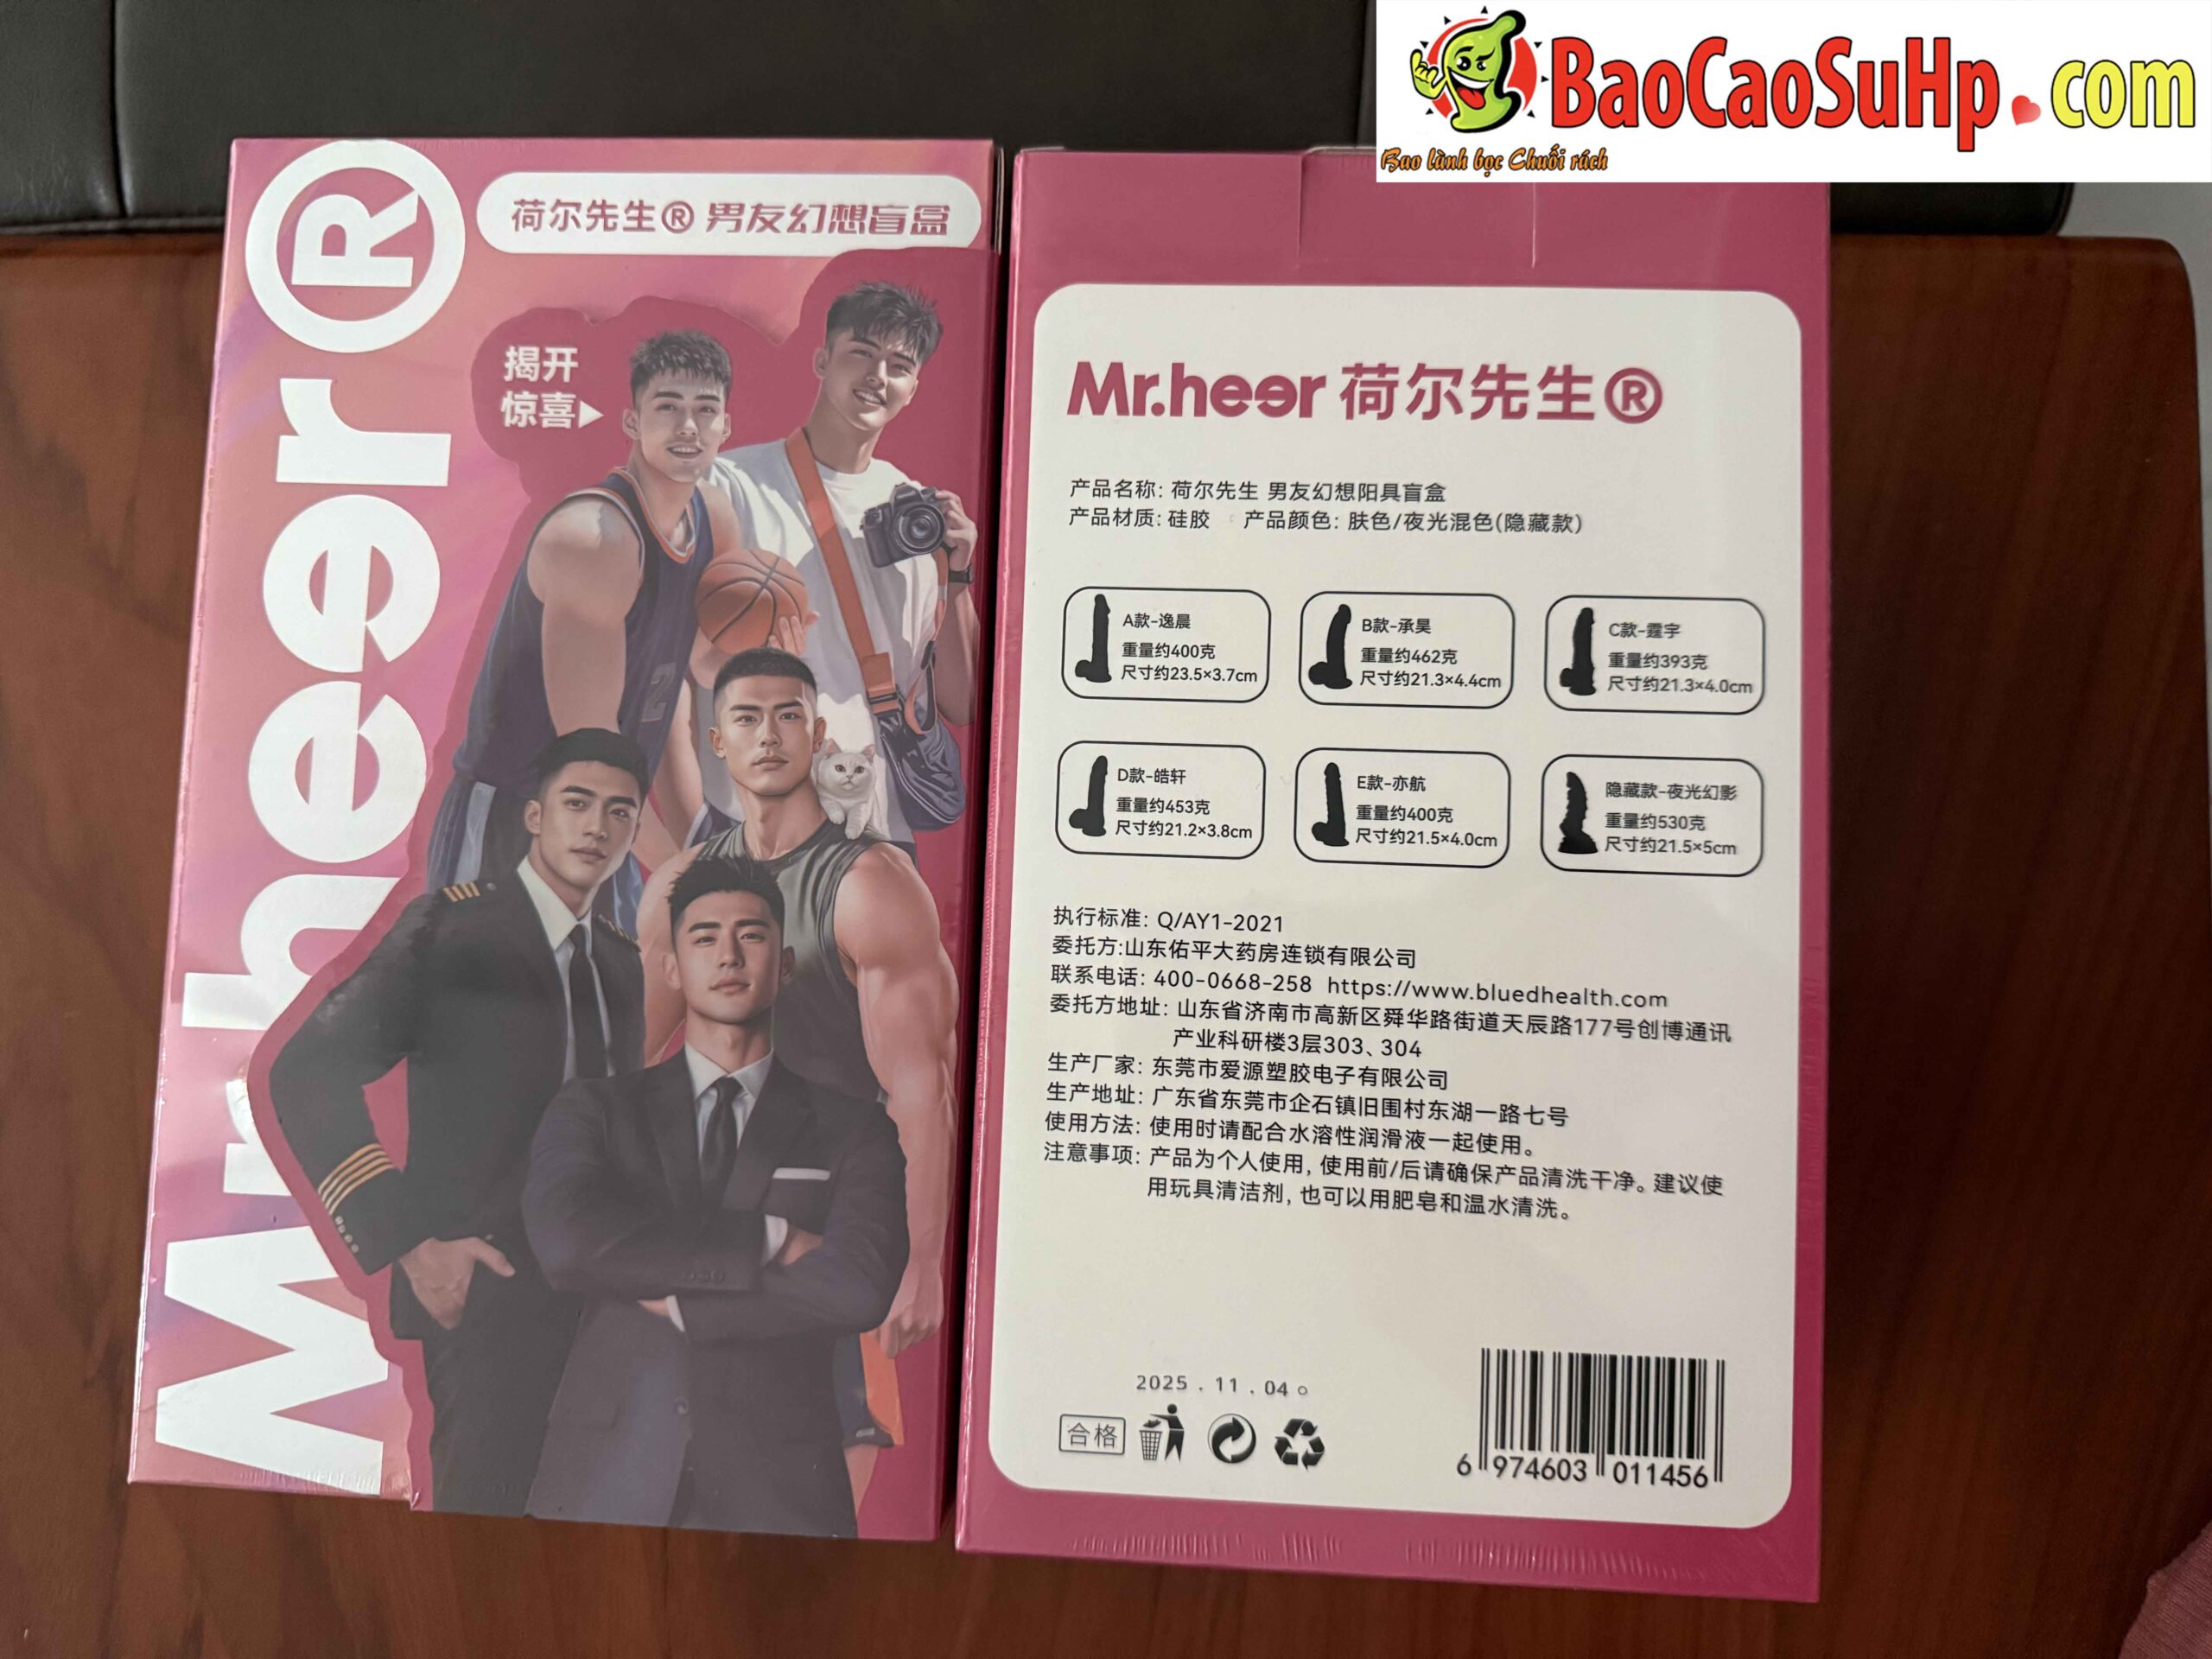 BaoCaoSuHp.com
Bao lành bọc Chuối rách
Mr.heer®
荷尔先生® 男友幻想盲盒
揭开
惊喜
2
Mr.heer 荷尔先生®
产品名称: 荷尔先生 男友幻想阳具盲盒
产品材质: 硅胶 产品颜色: 肤色/夜光混色(隐藏款)
A款-逸晨
重量约400克
尺寸约23.5×3.7cm
B款-承昊
重量约462克
尺寸约21.3×4.4cm
C款-霆宇
重量约393克
尺寸约21.3×4.0cm
D款-皓轩
重量约453克
尺寸约21.2×3.8cm
E款-亦航
重量约400克
尺寸约21.5×4.0cm
隐藏款-夜光幻影
重量约530克
尺寸约21.5×5cm
执行标准: Q/AY1-2021
委托方:山东佑平大药房连锁有限公司
联系电话: 400-0668-258 https://www.bluedhealth.com
委托方地址: 山东省济南市高新区舜华路街道天辰路177号创博通讯
产业科研楼3层303、304
生产厂家: 东莞市爱源塑胶电子有限公司
生产地址: 广东省东莞市企石镇旧围村东湖一路七号
使用方法: 使用时请配合水溶性润滑液一起使用。
注意事项: 产品为个人使用, 使用前/后请确保产品清洗干净。建议使
用玩具清洁剂, 也可以用肥皂和温水清洗。
2025 . 11 . 04
合格
6 974603 011456